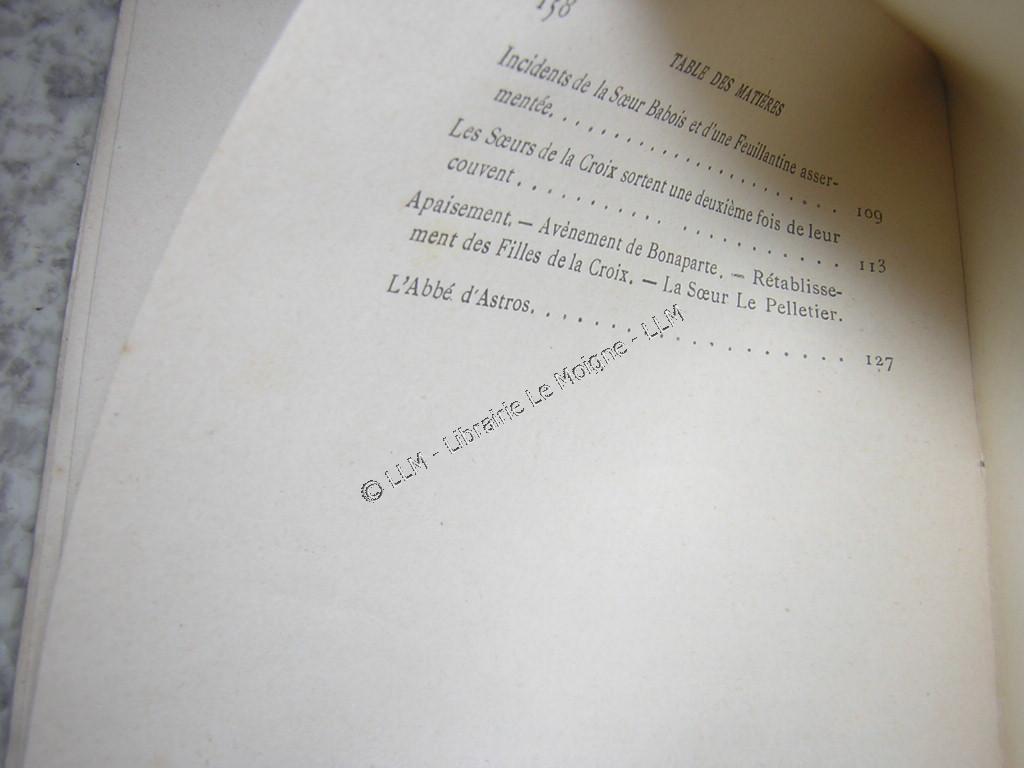 158
TABLE DES MATIÈRES
Incidents de la Sœur Babois et d'une Feuillantine asser-
mentée. . . . . . . . . . . . . . . . . . . 109
Les Sœurs de la Croix sortent une deuxième fois de leur
couvent . . . . . . . . . . . . . . . . . . 113
Apaisement. — Avènement de Bonaparte. — Rétablisse-
ment des Filles de la Croix. — La Sœur Le Pelletier.
L'Abbé d'Astros. . . . . . . . . . . . . . . . . 127
© LLM - Librairie Le Moigne - LLM